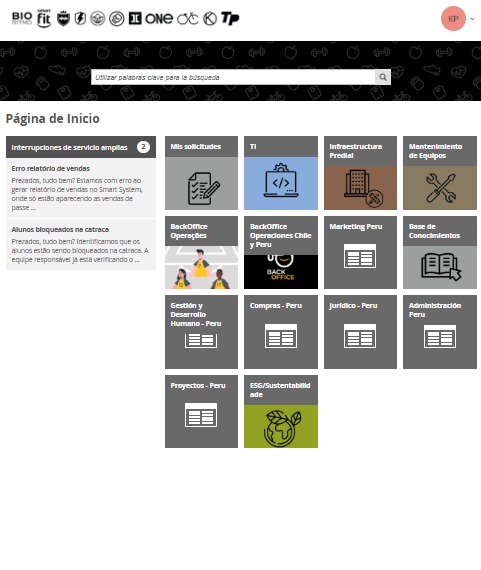 BIO RITMO SMART fit ONE K TP
KP
Utilizar palabras clave para la búsqueda
Página de Inicio
Interrupciones de servicio amplias 2
Erro relatório de vendas
Prezados, tudo bem? Estamos com erro ao
gerar relatório de vendas no Smart System,
onde só estão aparecendo as vendas de
passe ...
Alunos bloqueados na catraca
Prezados, tudo bem? Identificamos que os
alunos estão sendo bloqueados na catraca. A
equipe responsável já está verificando o ...
Mis solicitudes
TI
Infraestructura
Predial
Mantenimiento
de Equipos
BackOffice
Operações
BackOffice
Operaciones Chile
y Peru
BACK
OFFICE
Marketing Peru
Base de
Conocimientos
Gestión y
Desarrollo
Humano - Peru
Compras - Peru
Jurídico - Peru
Administración
Peru
Proyectos - Peru
ESG/Sustentabilid
ade